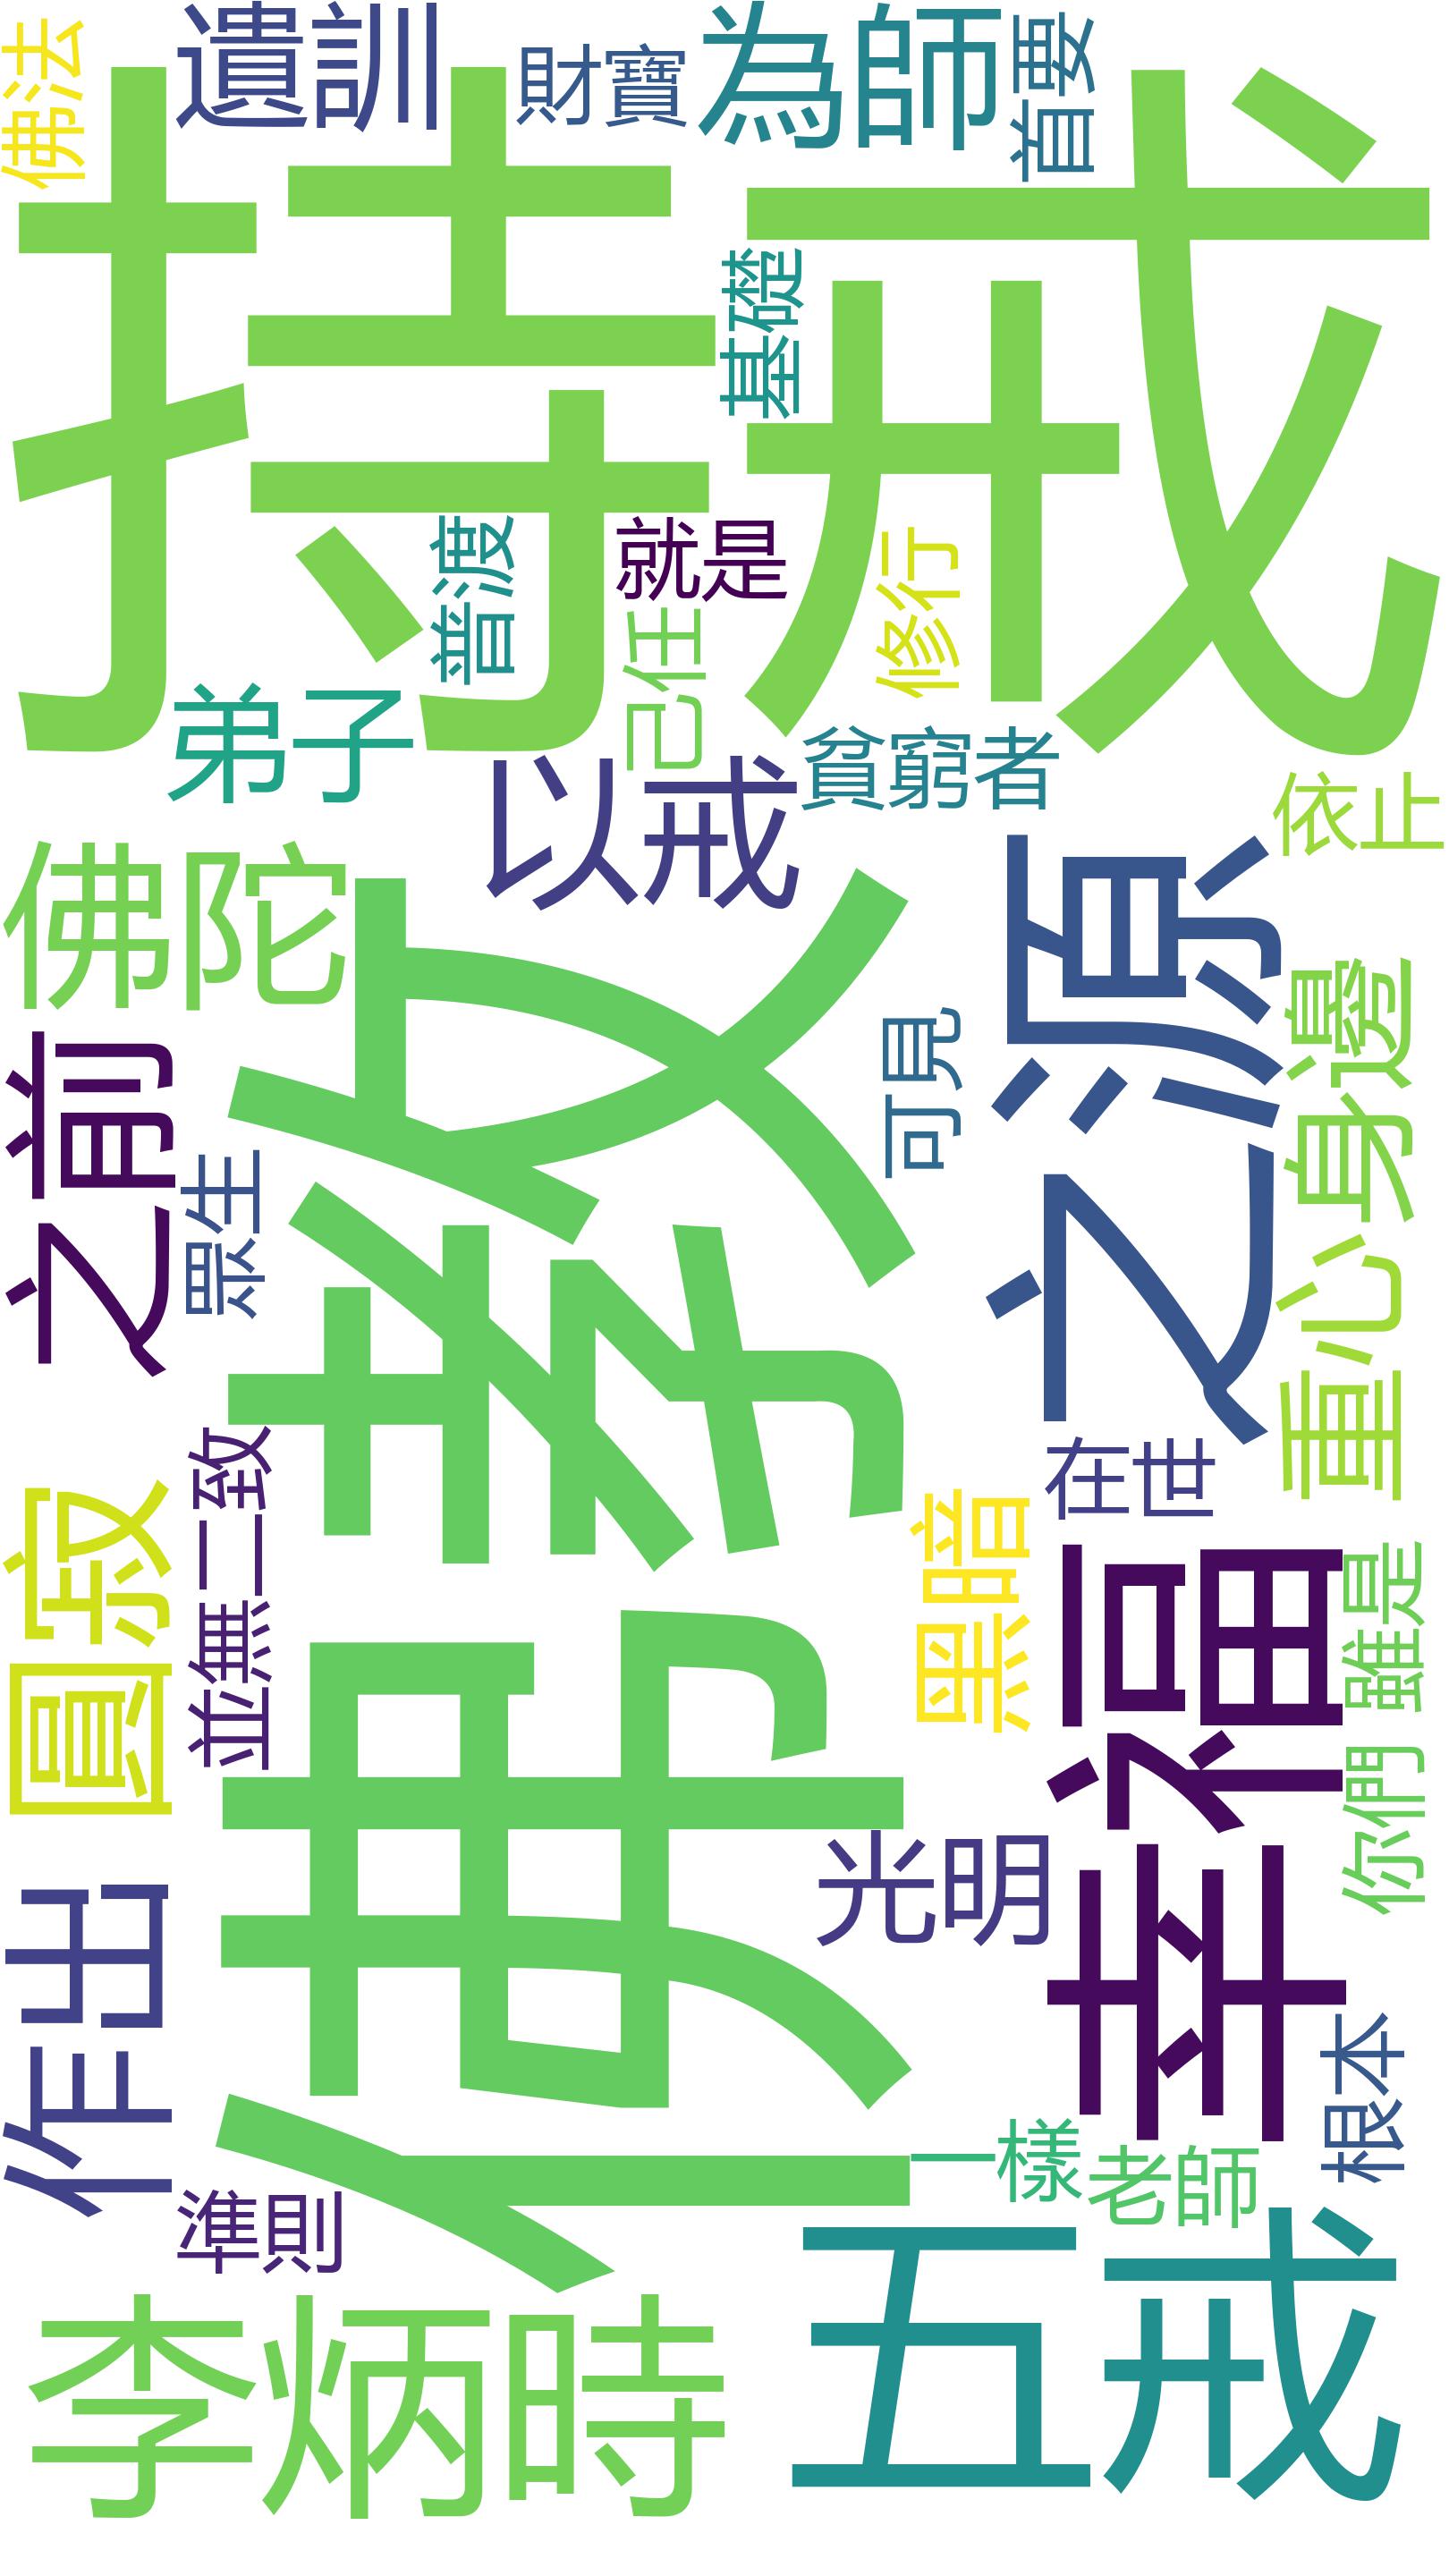 佛法
遺訓
財寶
為師
首要
持戒
基礎
普渡
就是
己任
修行
弟子
以戒
貧窮者
依止
佛陀
之源
身邊
之前
可見
眾生
佛教
重心
並無二致
在世
圓寂
黑暗
幸福
雖是
你們
光明
作出
根本
一樣
老師
準則
五戒
李炳時